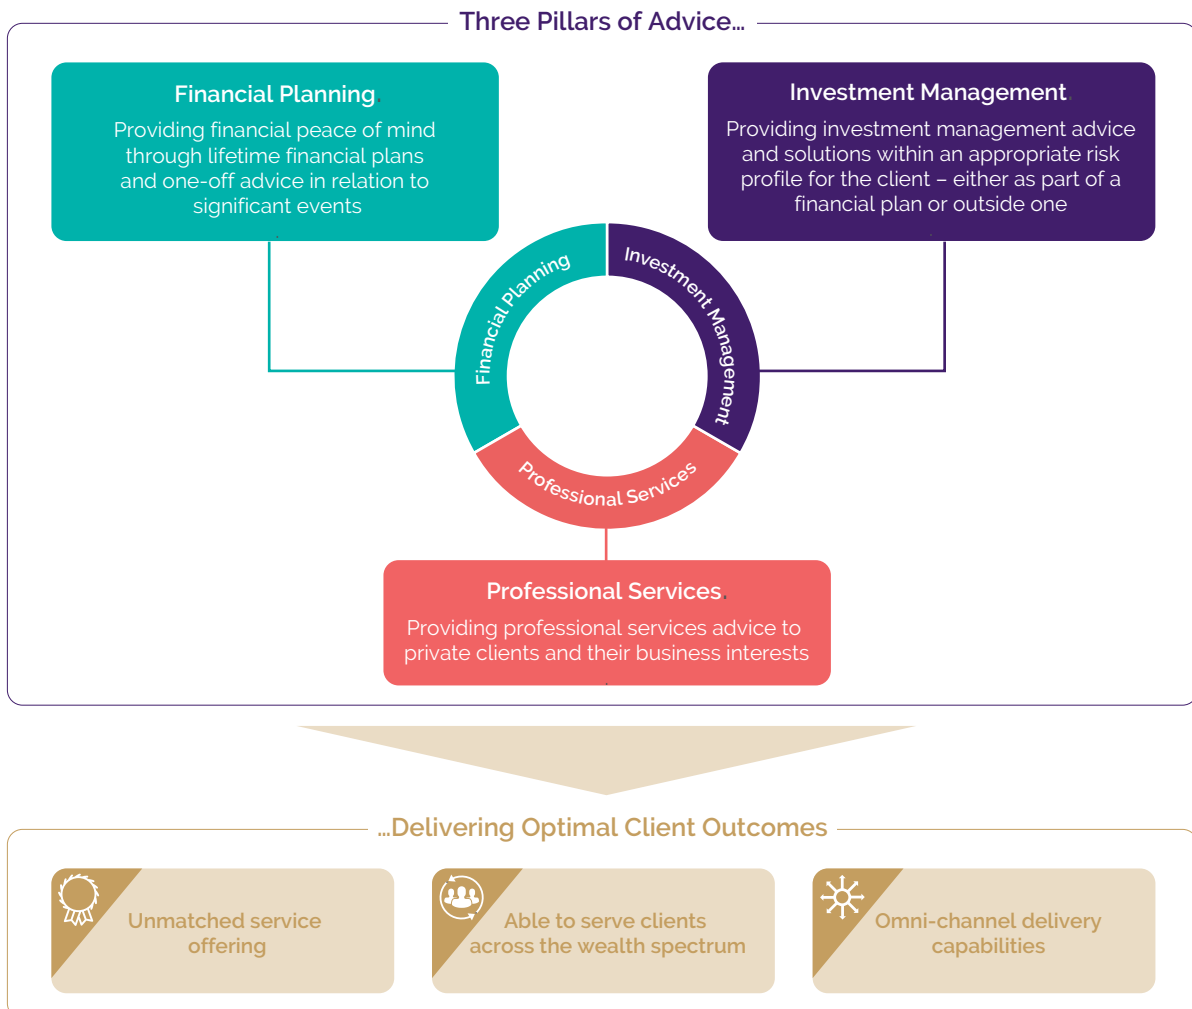 Three Pillars of Advice…
Financial Planning.
Providing financial peace of mind
through lifetime financial plans
and one-off advice in relation to
significant events
Investment Management.
Providing investment management advice
and solutions within an appropriate risk
profile for the client – either as part of a
financial plan or outside one
Financial Planning
Investment Management
Professional Services
Professional Services.
Providing professional services advice to
private clients and their business interests
…Delivering Optimal Client Outcomes
Unmatched service
offering
Able to serve clients
across the wealth spectrum
Omni-channel delivery
capabilities